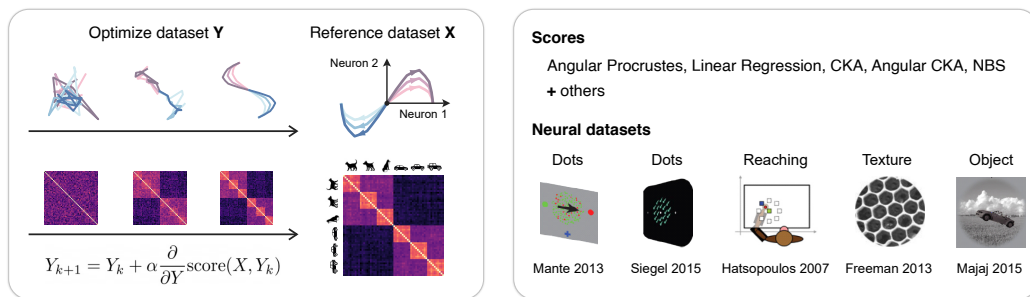 Optimize dataset Y
Reference dataset X
Neuron 2
Neuron 1
Y_{k+1} = Y_k + α ∂/∂Y score(X, Y_k)
Scores
Angular Procrustes, Linear Regression, CKA, Angular CKA, NBS
+ others
Neural datasets
Dots Dots Reaching Texture Object
Mante 2013 Siegel 2015 Hatsopoulos 2007 Freeman 2013 Majaj 2015